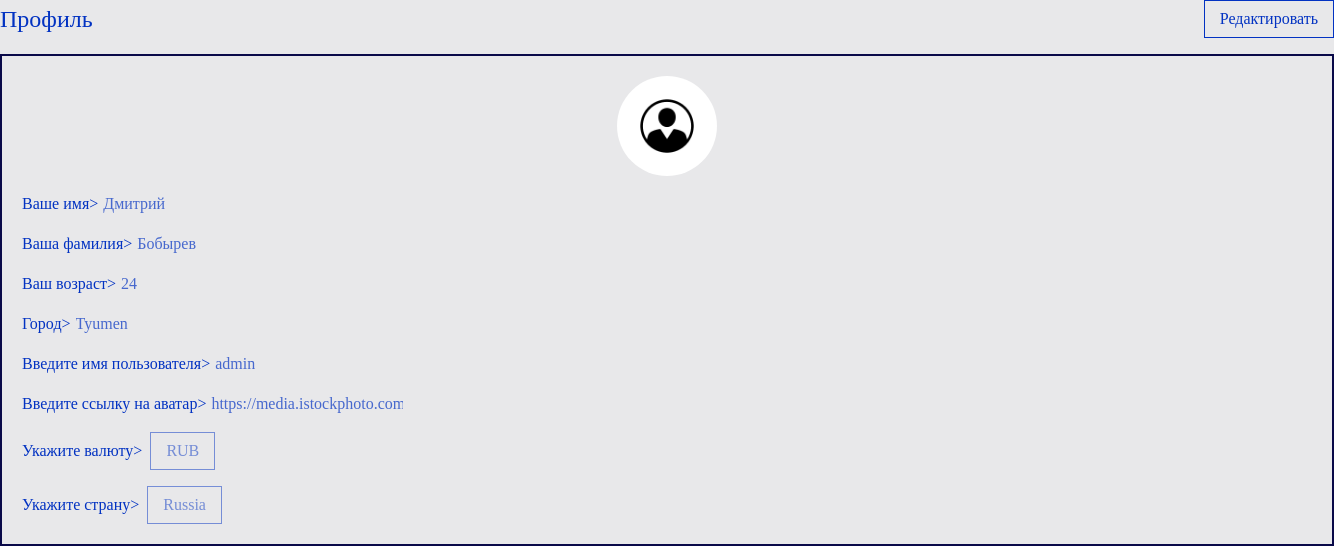 Профиль
Редактировать
Ваше имя> Дмитрий
Ваша фамилия> Бобырев
Ваш возраст> 24
Город> Tyumen
Введите имя пользователя> admin
Введите ссылку на аватар> https://media.istockphoto.com
Укажите валюту> RUB
Укажите страну> Russia